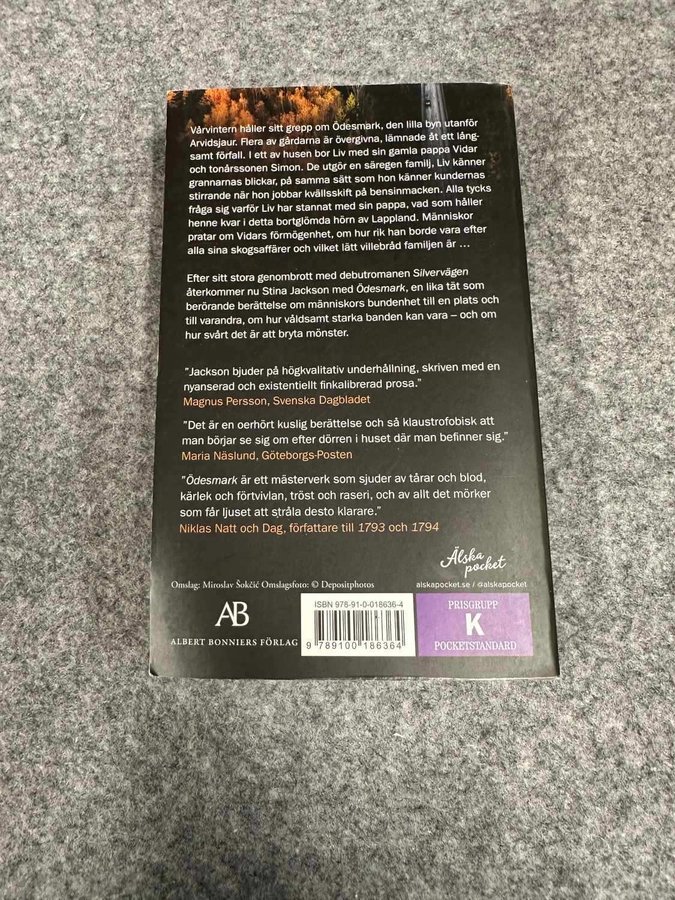 Vårvintern håller sitt grepp om Ödesmark, den lilla byn utanför
Arvidsjaur. Flera av gårdarna är övergivna, lämnade åt ett lång-
samt förfall. I ett av husen bor Liv med sin gamla pappa Vidar
och tonårssonen Simon. De utgör en säregen familj, Liv känner
grannarnas blickar, på samma sätt som hon känner kundernas
stirrande när hon jobbar kvällsskift på bensinmacken. Alla tycks
fråga sig varför Liv har stannat med sin pappa, vad som håller
henne kvar i detta bortglömda hörn av Lappland. Människor
pratar om Vidars förmögenhet, om hur rik han borde vara efter
alla sina skogsaffärer och vilket lätt villebråd familjen är …
Efter sitt stora genombrott med debutromanen Silvervägen
återkommer nu Stina Jackson med Ödesmark, en lika tät som
berörande berättelse om människors bundenhet till en plats och
till varandra, om hur våldsamt starka banden kan vara – och om
hur svårt det är att bryta mönster.
”Jackson bjuder på högkvalitativ underhållning, skriven med en
nyanserad och existentiellt finkalibrerad prosa.”
Magnus Persson, Svenska Dagbladet
”Det är en oerhört kuslig berättelse och så klaustrofobisk att
man börjar se sig om efter dörren i huset där man befinner sig.”
Maria Näslund, Göteborgs-Posten
”Ödesmark är ett mästerverk som sjuder av tårar och blod,
kärlek och förtvivlan, tröst och raseri, och av allt det mörker
som får ljuset att stråla desto klarare.”
Niklas Natt och Dag, författare till 1793 och 1794
Älska
pocket
Omslag: Miroslav Šokčić Omslagsfoto: © Depositphotos
alskapocket.se / @alskapocket
AB
ALBERT BONNIERS FÖRLAG
ISBN 978-91-0-018636-4
9 789100 186364
PRISGRUPP
K
POCKETSTANDARD